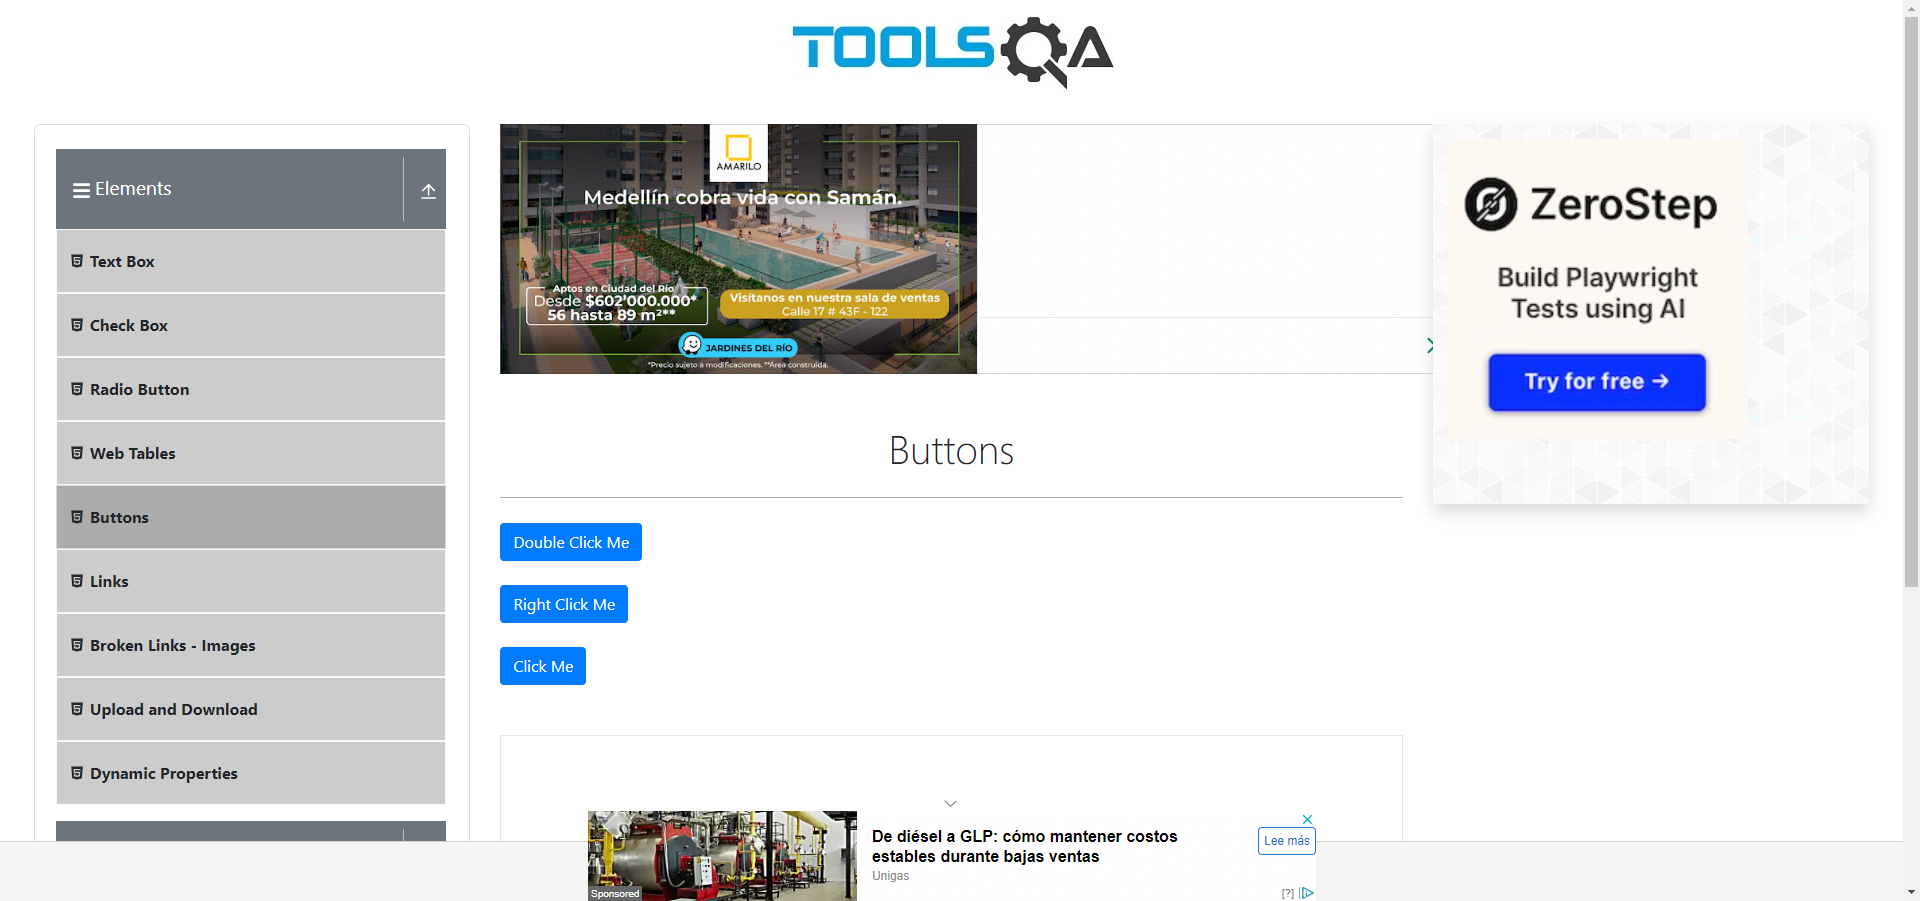 TOOLSQA
Elements
Text Box
Check Box
Radio Button
Web Tables
Buttons
Links
Broken Links - Images
Upload and Download
Dynamic Properties
AMARILO
Medellín cobra vida con Samán.
Aptos en Ciudad del Río
Desde $602'000.000*
56 hasta 89 m²**
Visítanos en nuestra sala de ventas
Calle 17 # 43F - 122
JARDINES DEL RÍO
*Precio sujeto a modificaciones. **Área construida.
ZeroStep
Build Playwright
Tests using AI
Try for free →
Buttons
Double Click Me
Right Click Me
Click Me
De diésel a GLP: cómo mantener costos
estables durante bajas ventas
Unigas
Lee más
Sponsored
[?]